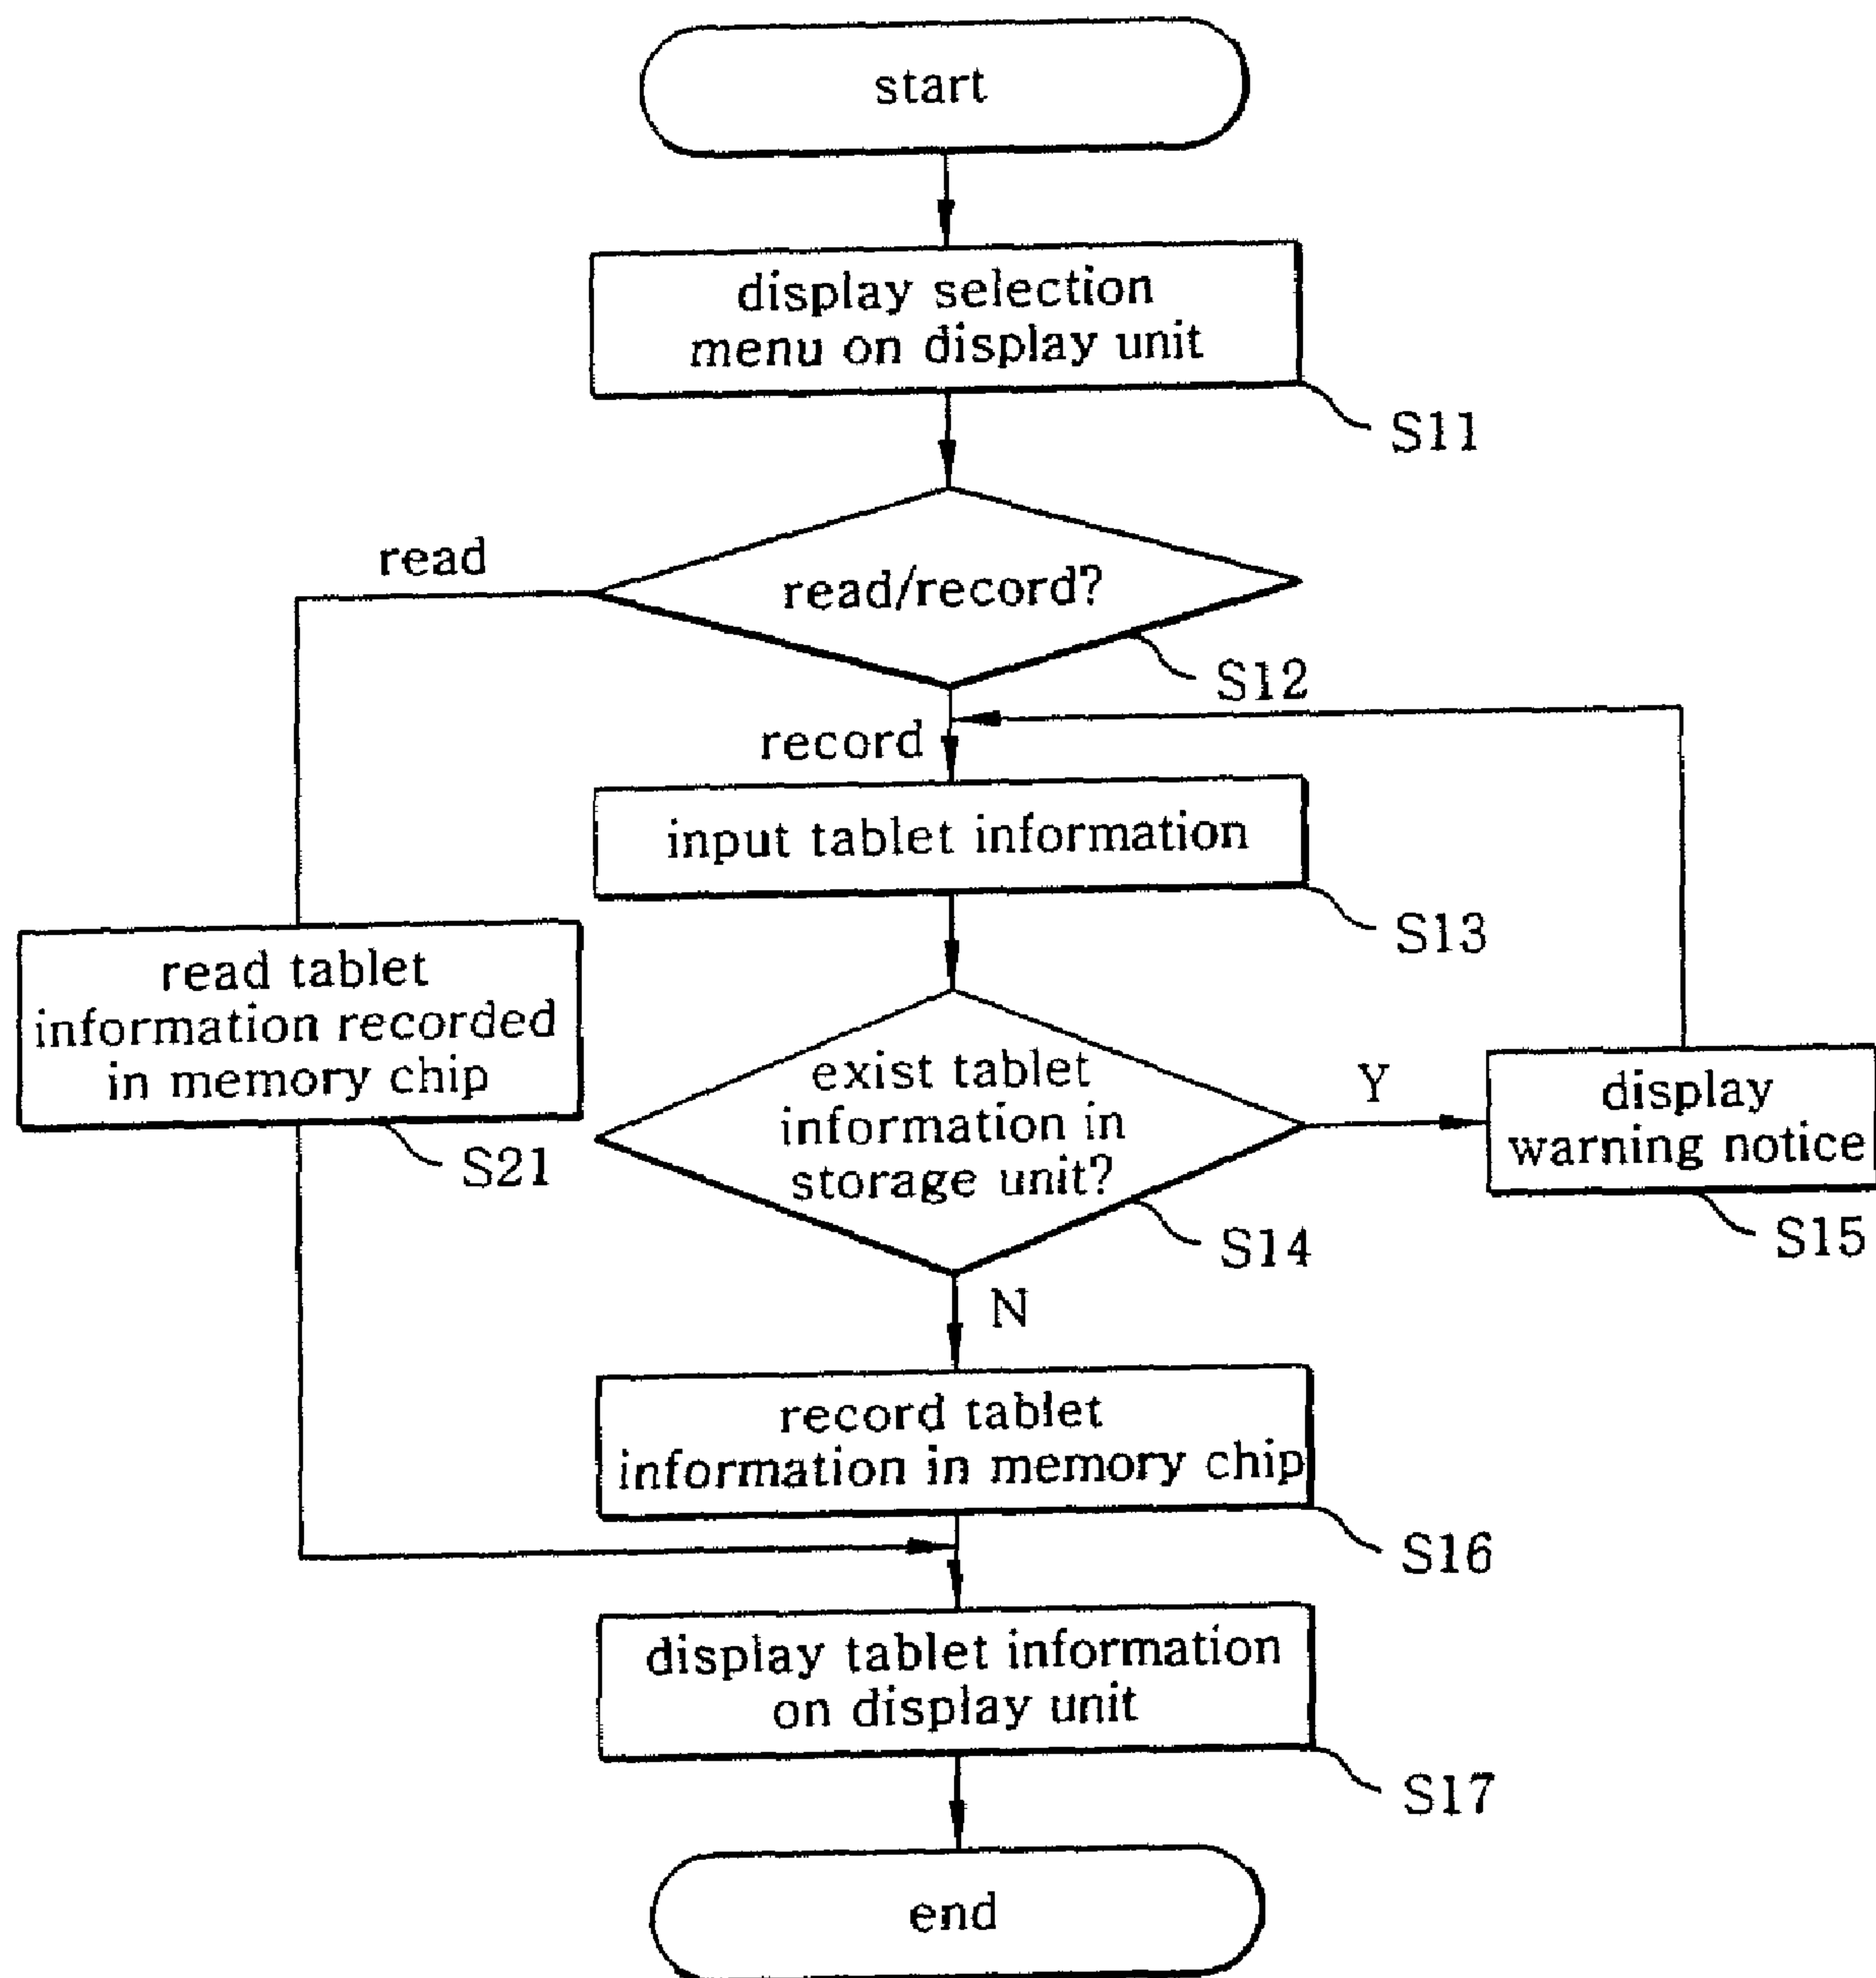 start
display selection
menu on display unit
S11
read
read/record?
S12
record
input tablet information
S13
read tablet
information recorded
in memory chip
S21
exist tablet
information in
storage unit?
S14
Y
display
warning notice
S15
N
record tablet
information in memory chip
S16
display tablet information
on display unit
S17
end